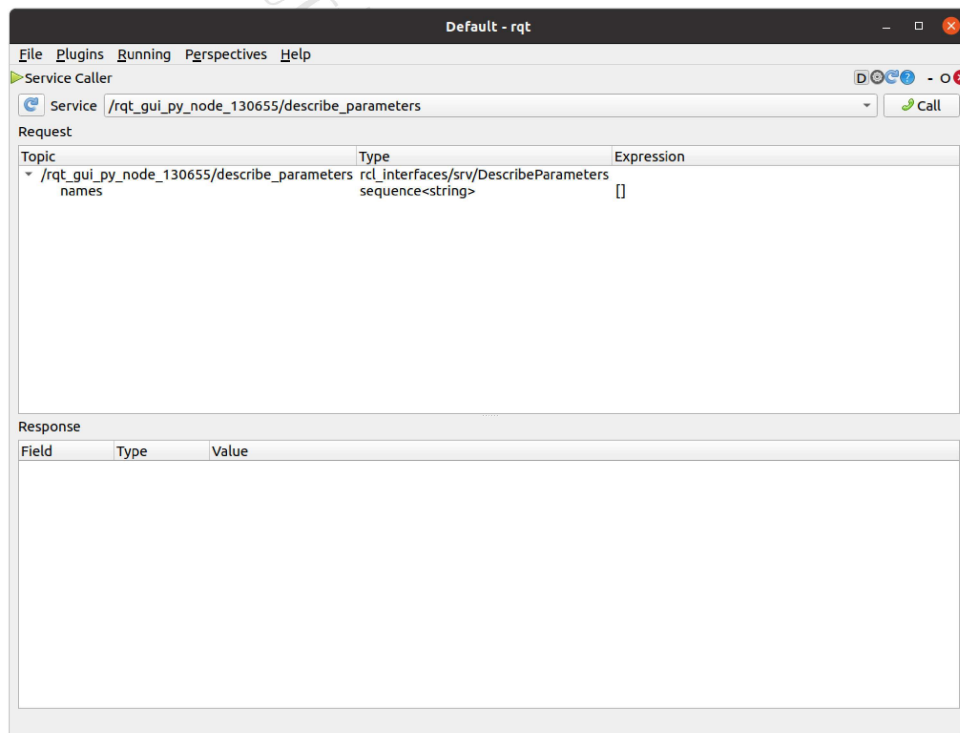 Default - rqt
File Plugins Running Perspectives Help
Service Caller D - O
Service /rqt_gui_py_node_130655/describe_parameters Call
Request
Topic Type Expression
/rqt_gui_py_node_130655/describe_parameters rcl_interfaces/srv/DescribeParameters
names sequence<string> []
Response
Field Type Value